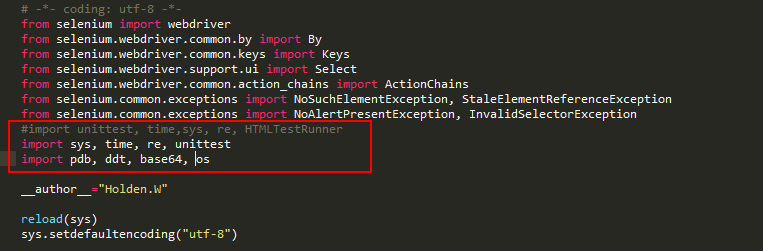 # -*- coding: utf-8 -*-
from selenium import webdriver
from selenium.webdriver.common.by import By
from selenium.webdriver.common.keys import Keys
from selenium.webdriver.support.ui import Select
from selenium.webdriver.common.action_chains import ActionChains
from selenium.common.exceptions import NoSuchElementException, StaleElementReferenceException
from selenium.common.exceptions import NoAlertPresentException, InvalidSelectorException
#import unittest, time,sys, re, HTMLTestRunner
import sys, time, re, unittest
import pdb, ddt, base64, os
__author__="Holden.W"
reload(sys)
sys.setdefaultencoding("utf-8")